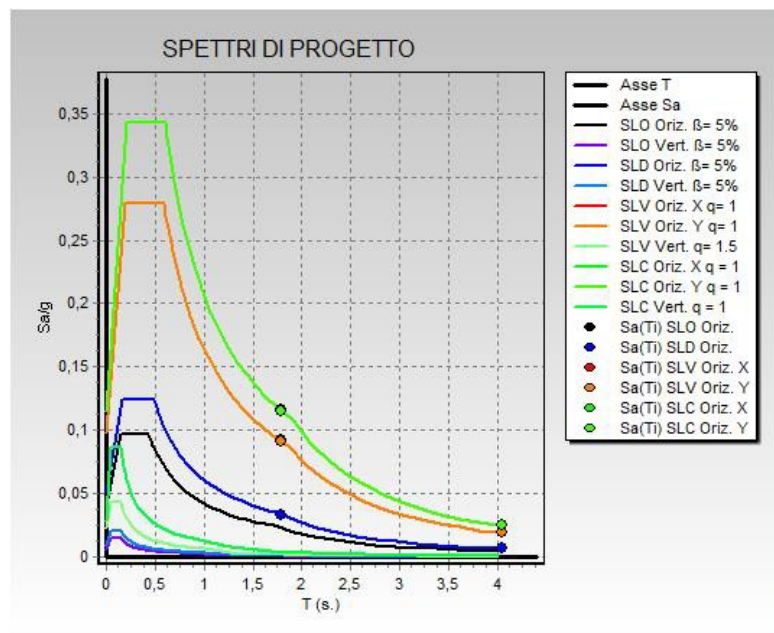 SPETTRI DI PROGETTO
Sa/g
0,35
0,3
0,25
0,2
0,15
0,1
0,05
0
0 0,5 1 1,5 2 2,5 3 3,5 4
T (s.)
Asse T
Asse Sa
SLO Oriz. ß= 5%
SLO Vert. ß= 5%
SLD Oriz. ß= 5%
SLD Vert. ß= 5%
SLV Oriz. X q= 1
SLV Oriz. Y q= 1
SLV Vert. q= 1.5
SLC Oriz. X q = 1
SLC Oriz. Y q = 1
SLC Vert. q = 1
Sa(Ti) SLO Oriz.
Sa(Ti) SLD Oriz.
Sa(Ti) SLV Oriz. X
Sa(Ti) SLV Oriz. Y
Sa(Ti) SLC Oriz. X
Sa(Ti) SLC Oriz. Y